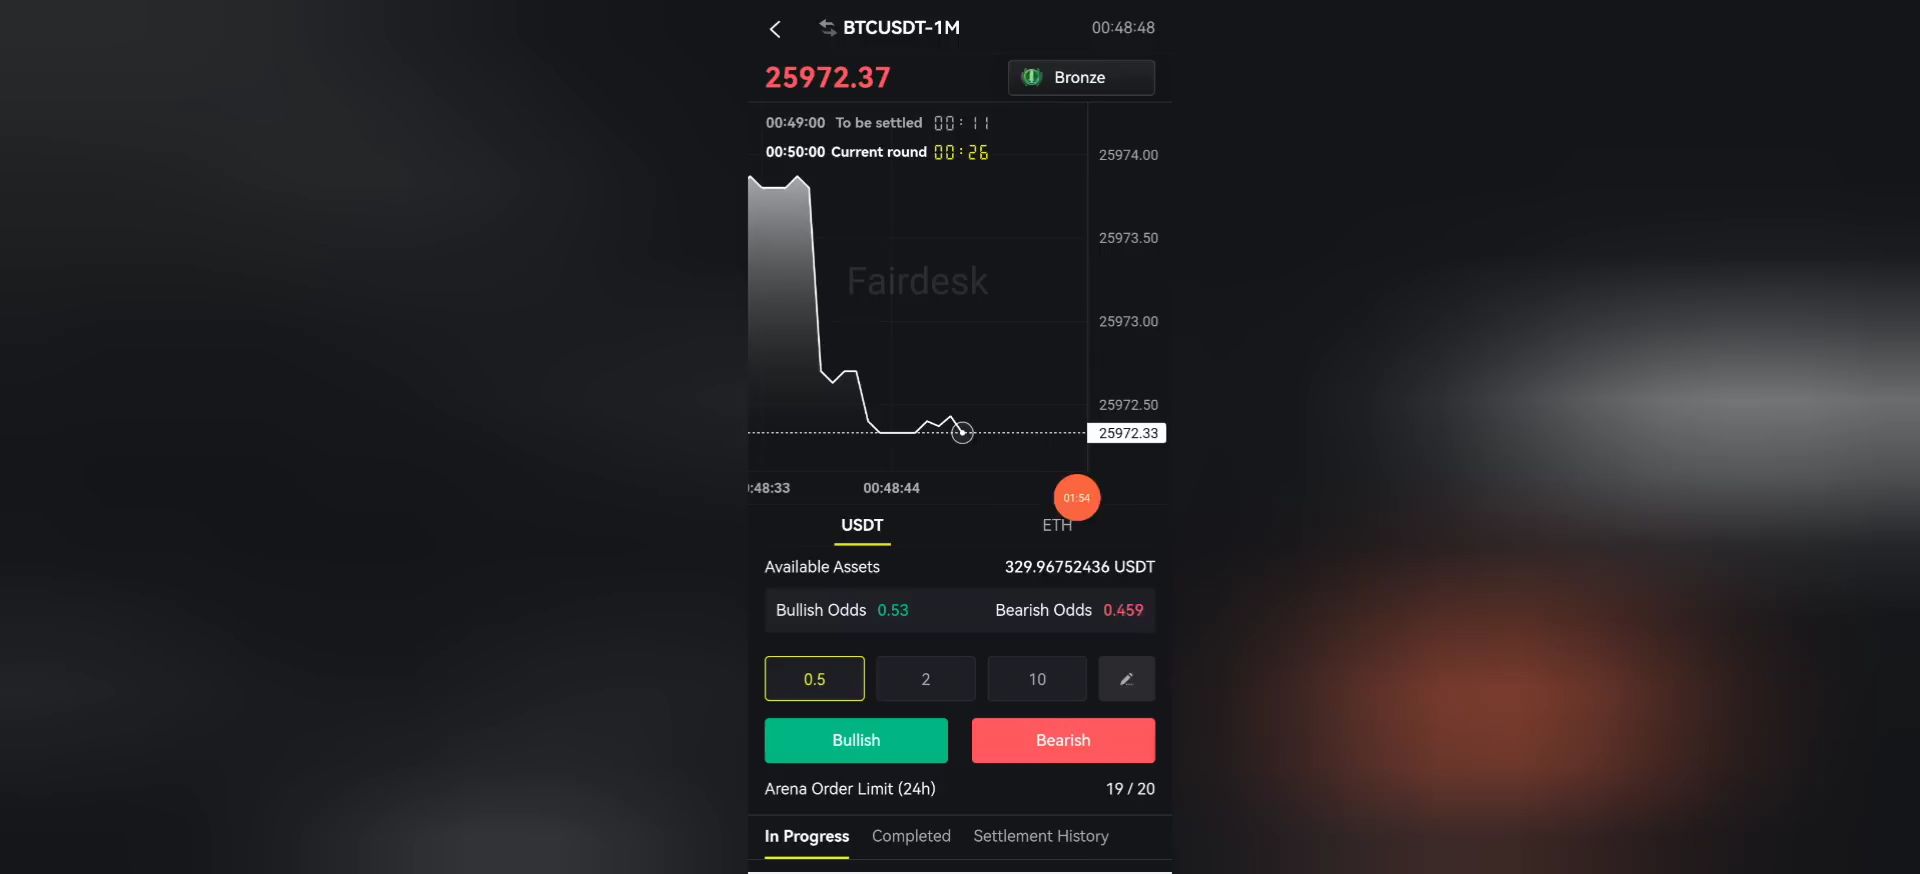 BTCUSDT-1M 00:48:48
25972.37 Bronze
00:49:00 To be settled 00:11
00:50:00 Current round 00:26
25974.00
25973.50
Fairdesk
25973.00
25972.50
25972.33
:48:33 00:48:44
01:54
USDT ETH
Available Assets 329.96752436 USDT
Bullish Odds 0.53 Bearish Odds 0.459
0.5 2 10
Bullish Bearish
Arena Order Limit (24h) 19 / 20
In Progress Completed Settlement History